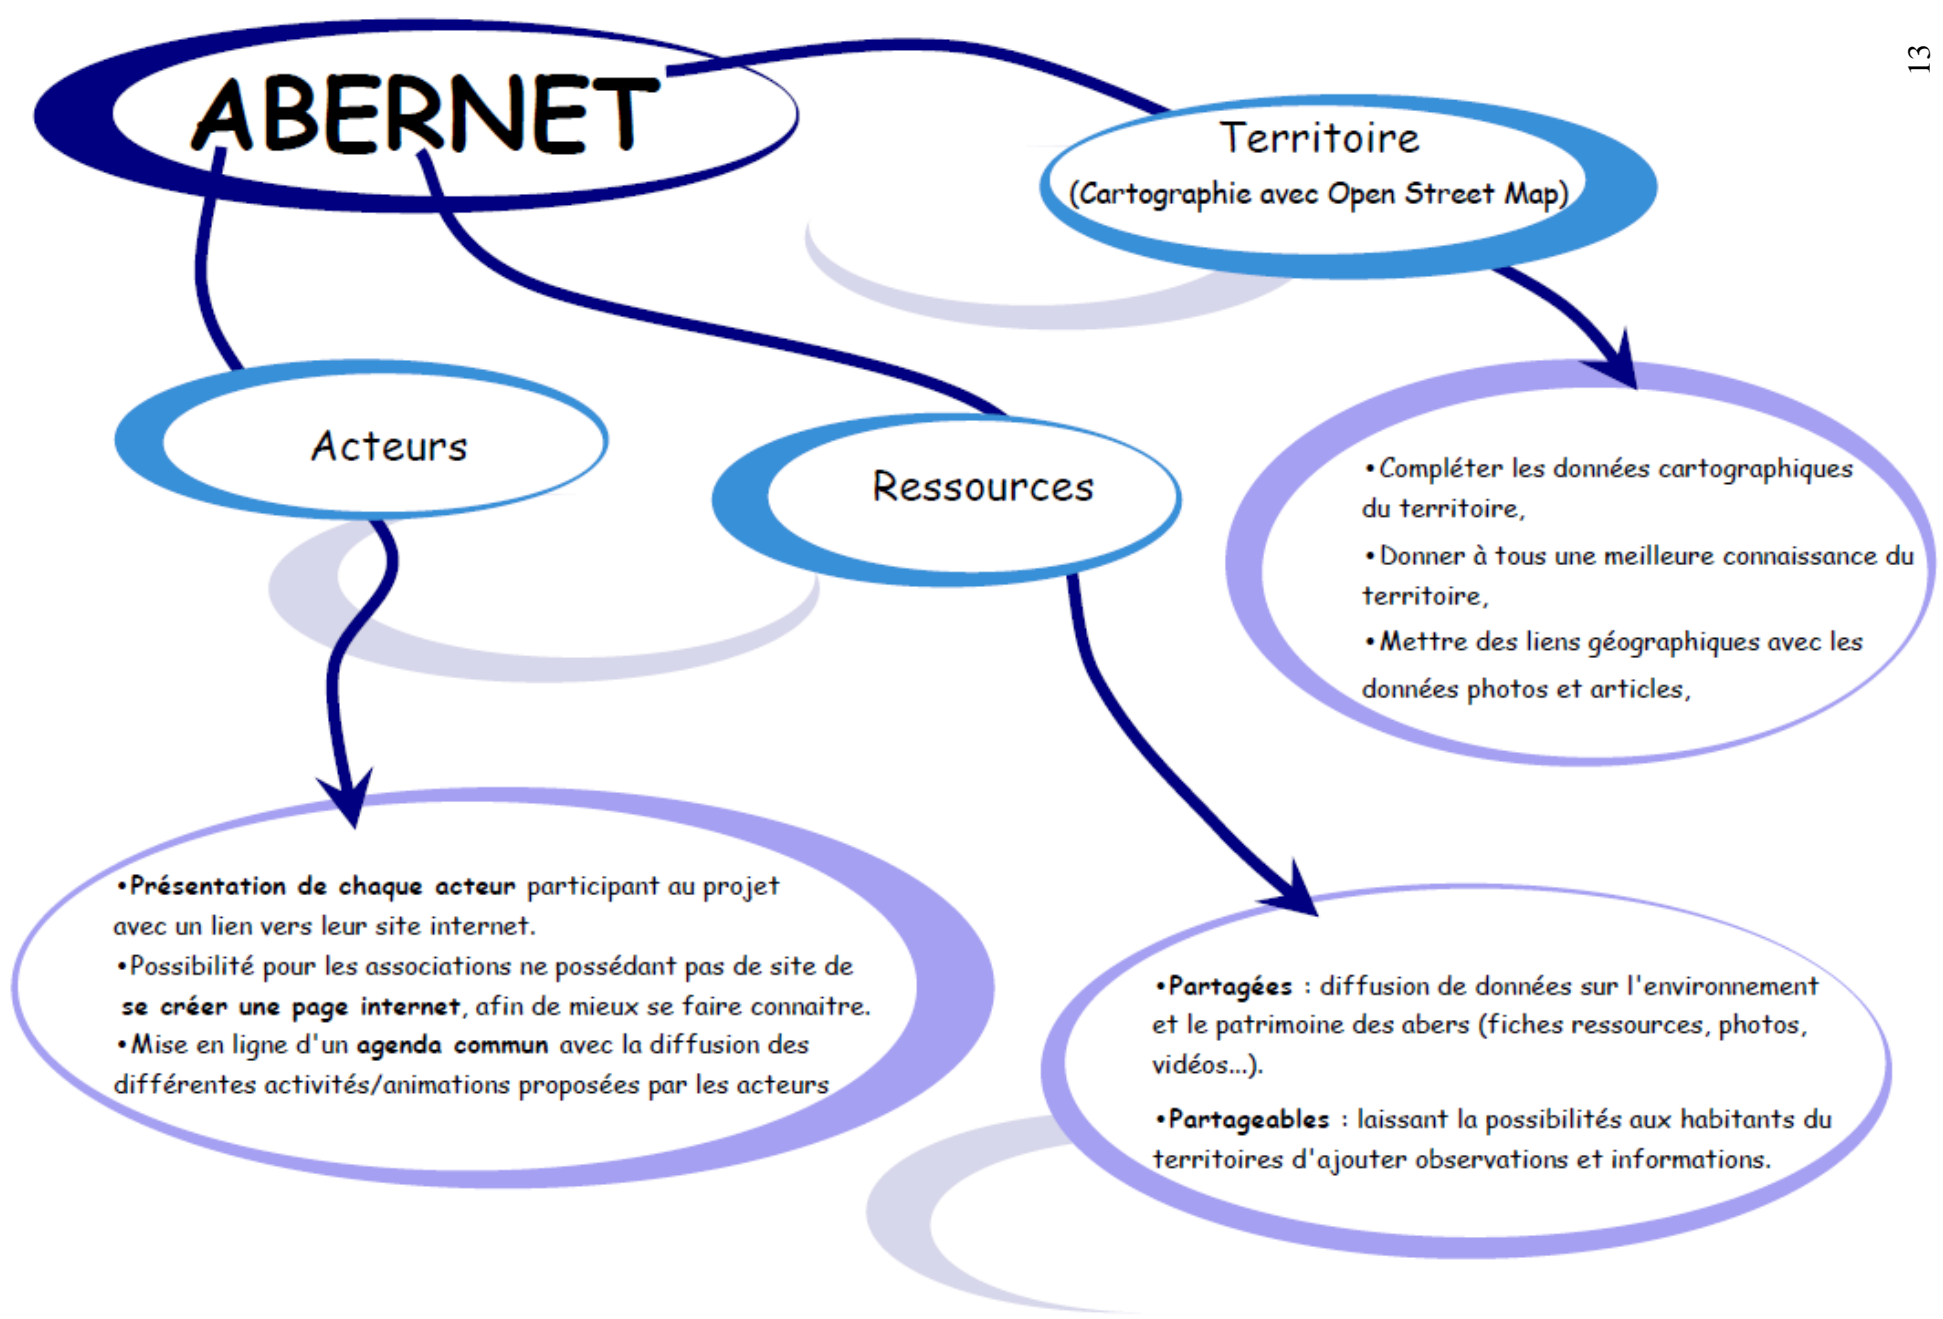 13
ABERNET
Territoire
(Cartographie avec Open Street Map)
Acteurs
Ressources
•Compléter les données cartographiques
du territoire,
•Donner à tous une meilleure connaissance du
territoire,
•Mettre des liens géographiques avec les
données photos et articles,
•Présentation de chaque acteur participant au projet
avec un lien vers leur site internet.
•Possibilité pour les associations ne possédant pas de site de
se créer une page internet, afin de mieux se faire connaitre.
•Mise en ligne d'un agenda commun avec la diffusion des
différentes activités/animations proposées par les acteurs
•Partagées : diffusion de données sur l'environnement
et le patrimoine des abers (fiches ressources, photos,
vidéos...).
•Partageables : laissant la possibilités aux habitants du
territoires d'ajouter observations et informations.